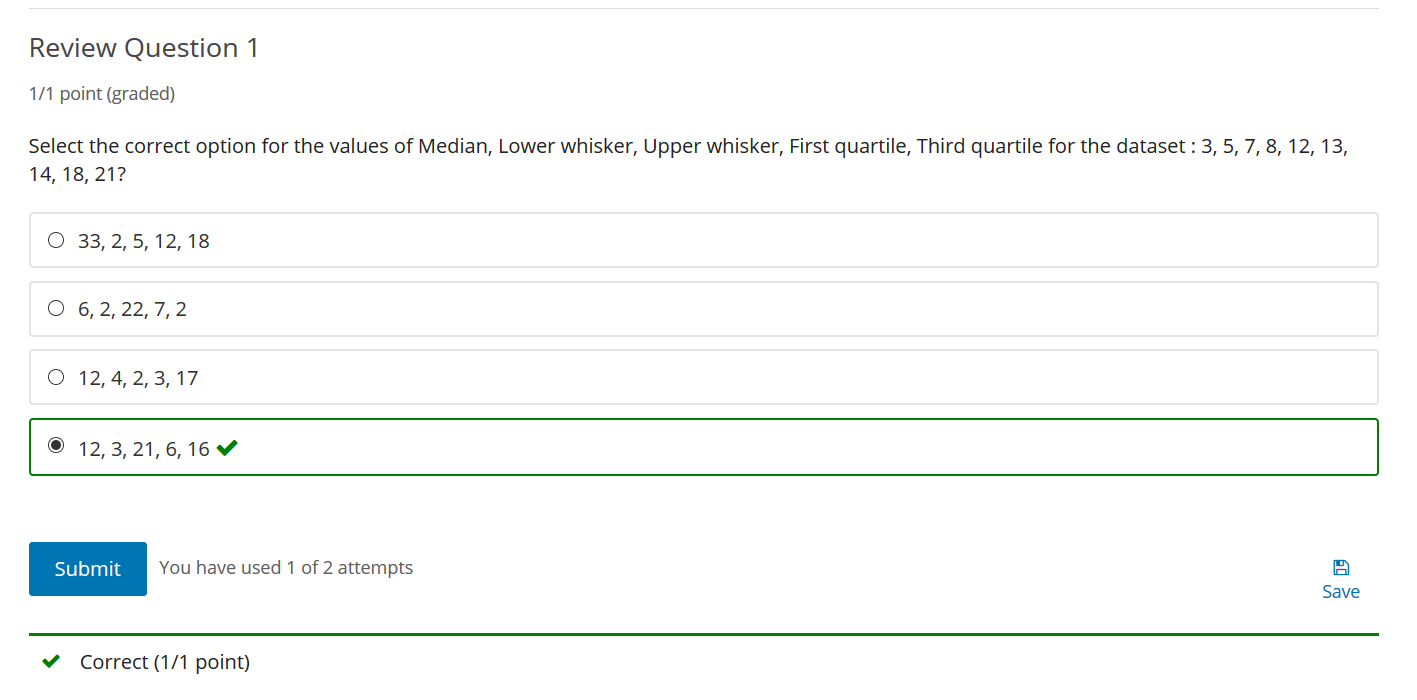 Review Question 1
1/1 point (graded)
Select the correct option for the values of Median, Lower whisker, Upper whisker, First quartile, Third quartile for the dataset : 3, 5, 7, 8, 12, 13,
14, 18, 21?
33, 2, 5, 12, 18
6, 2, 22, 7, 2
12, 4, 2, 3, 17
12, 3, 21, 6, 16
Submit
You have used 1 of 2 attempts
Save
Correct (1/1 point)